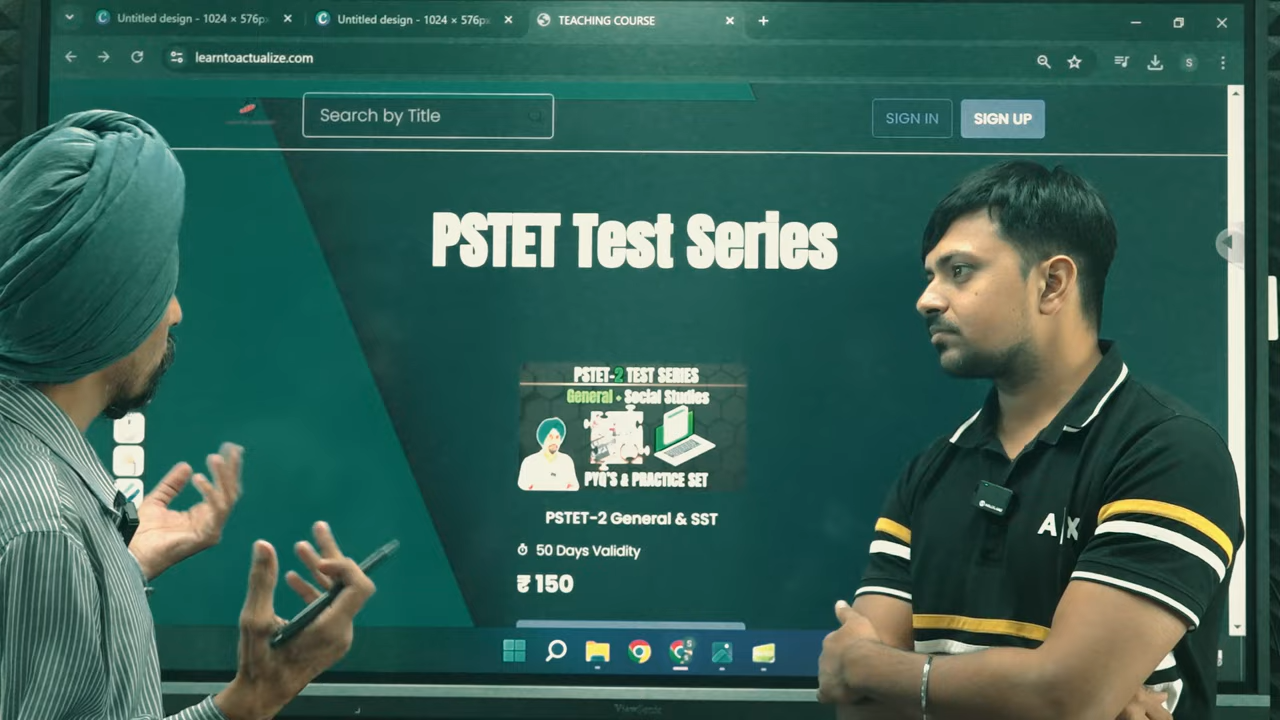 Untitled design - 1024 × 576p
Untitled design - 1024 × 576p
TEACHING COURSE
learntoactualize.com
S
Search by Title
SIGN IN
SIGN UP
PSTET Test Series
PSTET-2 TEST SERIES
General + Social Studies
PYQ'S & PRACTICE SET
PSTET-2 General & SST
50 Days Validity
₹ 150
A|X
ViewSonic